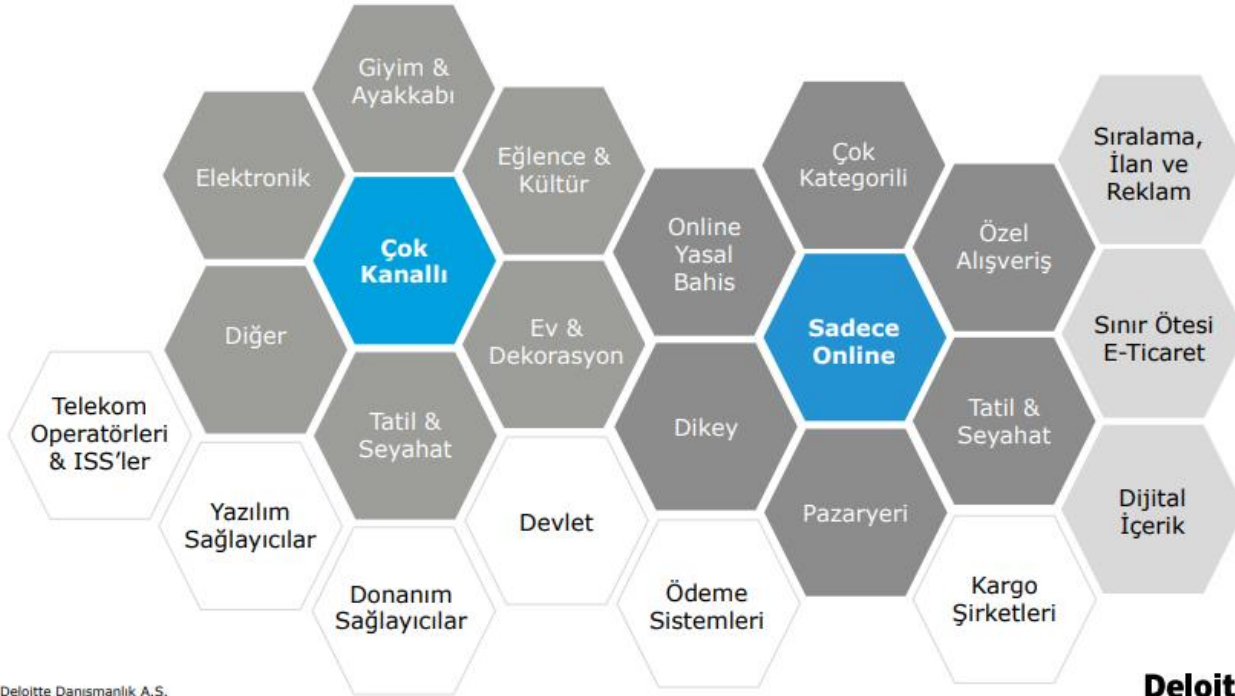 Giyim &
Ayakkabı
Elektronik
Eğlence &
Kültür
Çok
Kanallı
Diğer
Ev &
Dekorasyon
Tatil &
Seyahat
Online
Yasal
Bahis
Çok
Kategorili
Özel
Alışveriş
Sadece
Online
Dikey
Tatil &
Seyahat
Pazaryeri
Sıralama,
İlan ve
Reklam
Sınır Ötesi
E-Ticaret
Dijital
İçerik
Telekom
Operatörleri
& ISS'ler
Yazılım
Sağlayıcılar
Donanım
Sağlayıcılar
Devlet
Ödeme
Sistemleri
Kargo
Şirketleri
Deloitte Danışmanlık A.Ş.
Deloit